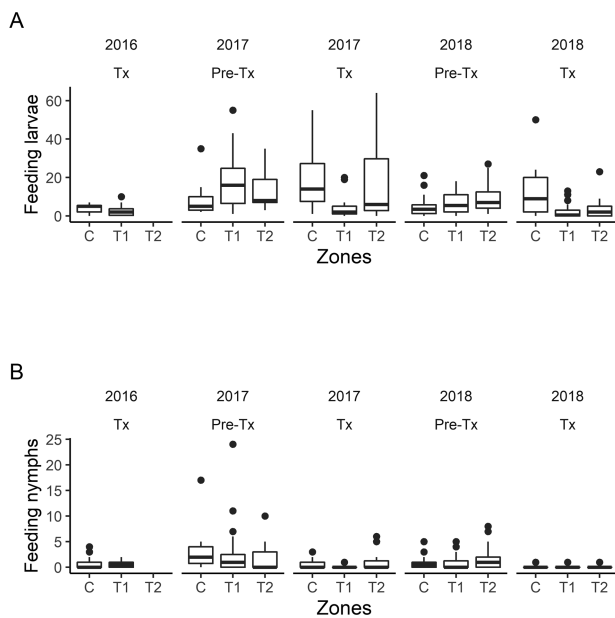 A
2016 2017 2017 2018 2018
Tx Pre-Tx Tx Pre-Tx Tx
Feeding larvae
60
40
20
0
C T1 T2 C T1 T2 C T1 T2 C T1 T2 C T1 T2
Zones
B
2016 2017 2017 2018 2018
Tx Pre-Tx Tx Pre-Tx Tx
Feeding nymphs
25
20
15
10
5
0
C T1 T2 C T1 T2 C T1 T2 C T1 T2 C T1 T2
Zones